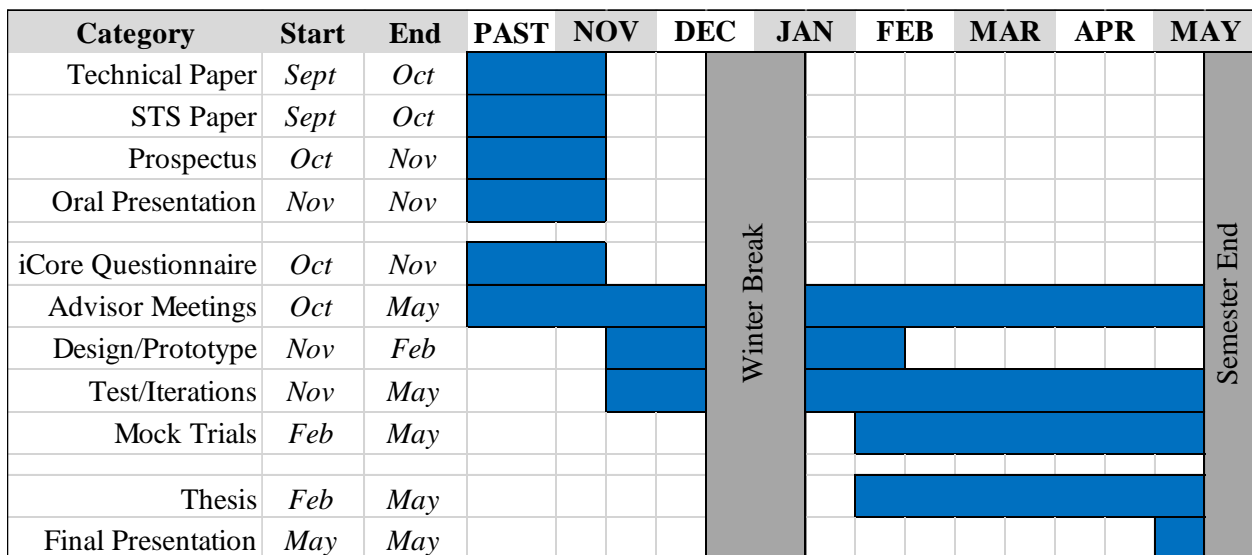 Category Start End PAST NOV DEC JAN FEB MAR APR MAY
Technical Paper Sept Oct
STS Paper Sept Oct
Prospectus Oct Nov
Oral Presentation Nov Nov
iCore Questionnaire Oct Nov
Advisor Meetings Oct May
Design/Prototype Nov Feb
Test/Iterations Nov May
Mock Trials Feb May
Thesis Feb May
Final Presentation May May
Winter Break
Semester End